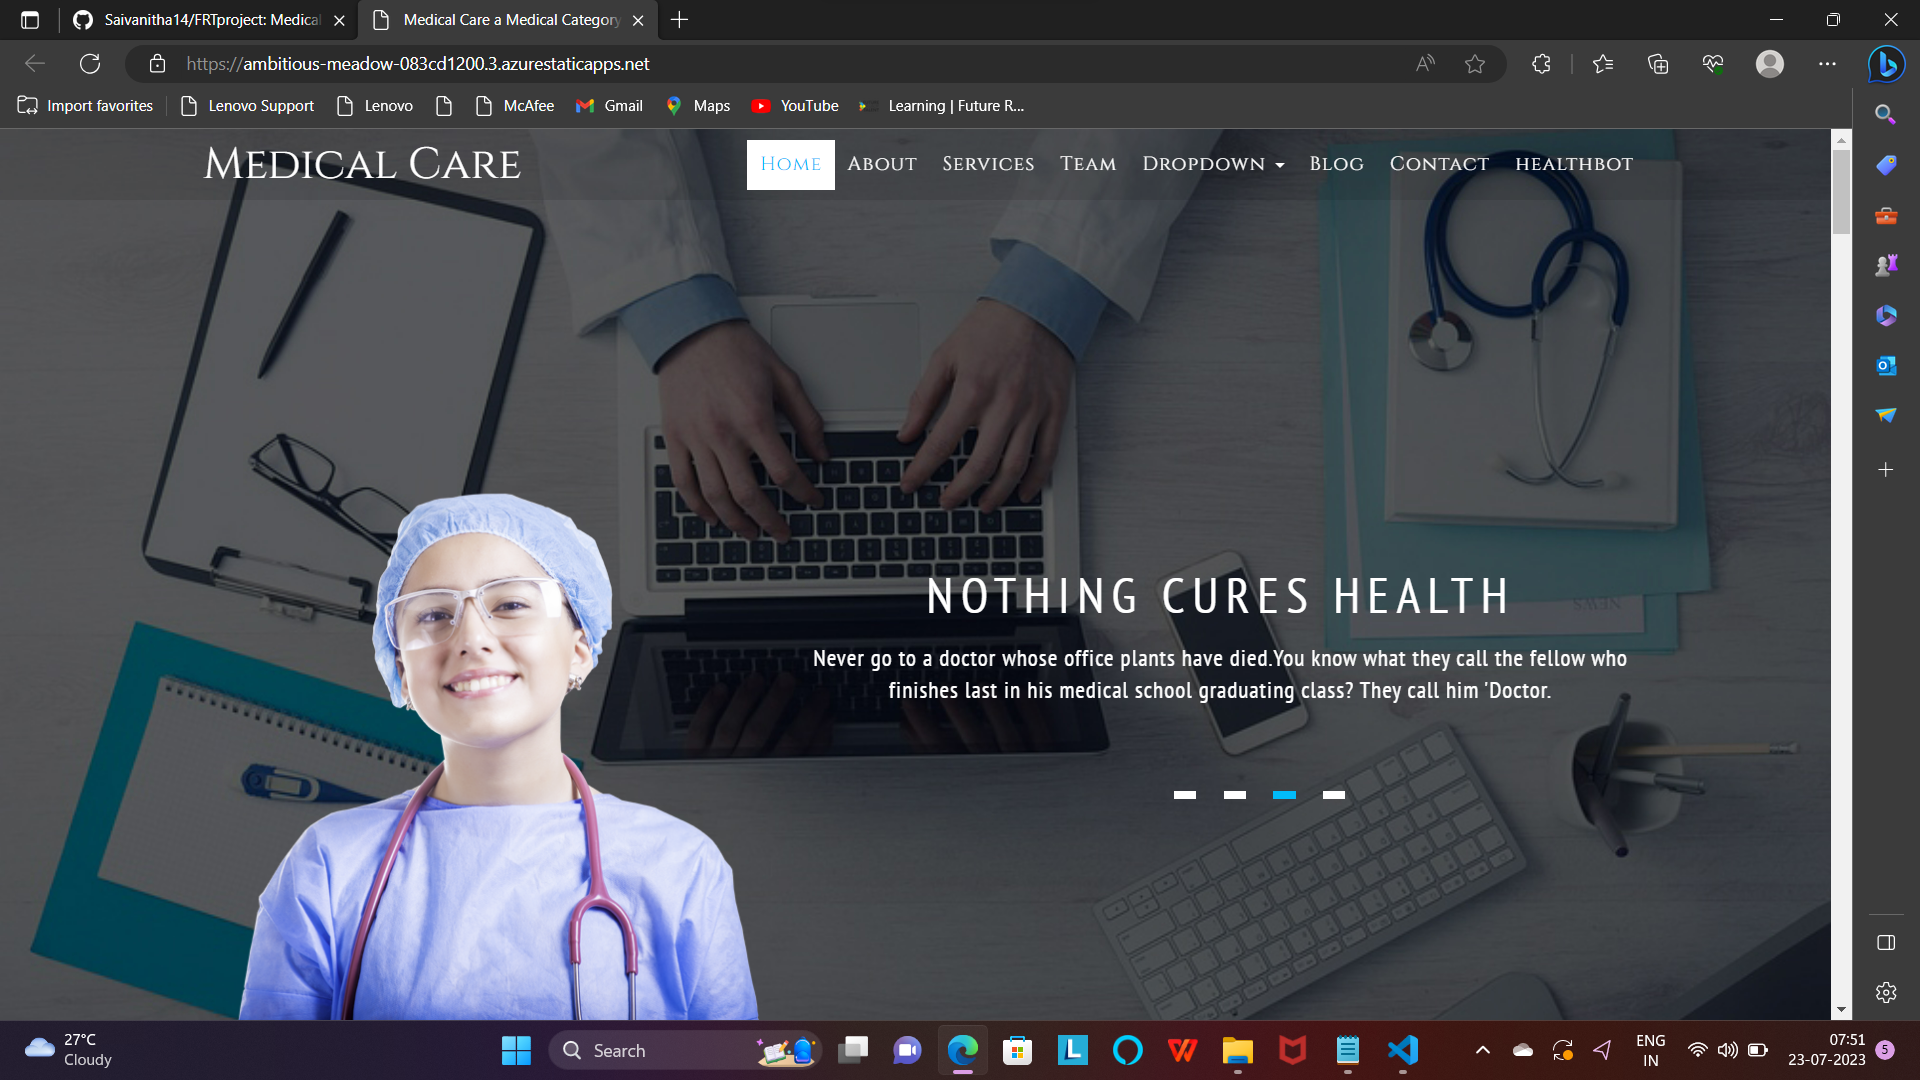 Saivanitha14/FRTproject: Medical
Medical Care a Medical Category
https://ambitious-meadow-083cd1200.3.azurestaticapps.net
Import favorites
Lenovo Support
Lenovo
McAfee
Gmail
Maps
YouTube
Learning | Future R...
Medical Care
Home
About
Services
Team
Dropdown
Blog
Contact
healthbot
NEWS
NOTHING CURES HEALTH
Never go to a doctor whose office plants have died.You know what they call the fellow who
finishes last in his medical school graduating class? They call him 'Doctor.
27°C
Cloudy
Search
ENG
IN
07:51
23-07-2023
5